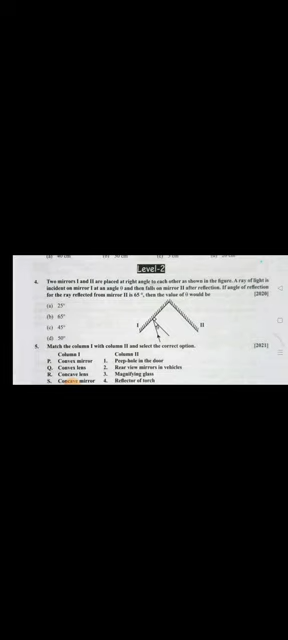 Level-2
4. Two mirrors I and II are placed at right angle to each other as shown in the figure. A ray of light is
incident on mirror I at an angle θ and then falls on mirror II after reflection. If angle of reflection
for the ray reflected from mirror II is 65°, then the value of θ would be [2020]
(a) 25°
(b) 65°
(c) 45°
(d) 50°
I θ II
5. Match the column I with column II and select the correct option. [2021]
Column I Column II
P. Convex mirror 1. Peep-hole in the door
Q. Convex lens 2. Rear view mirrors in vehicles
R. Concave lens 3. Magnifying glass
S. Concave mirror 4. Reflector of torch